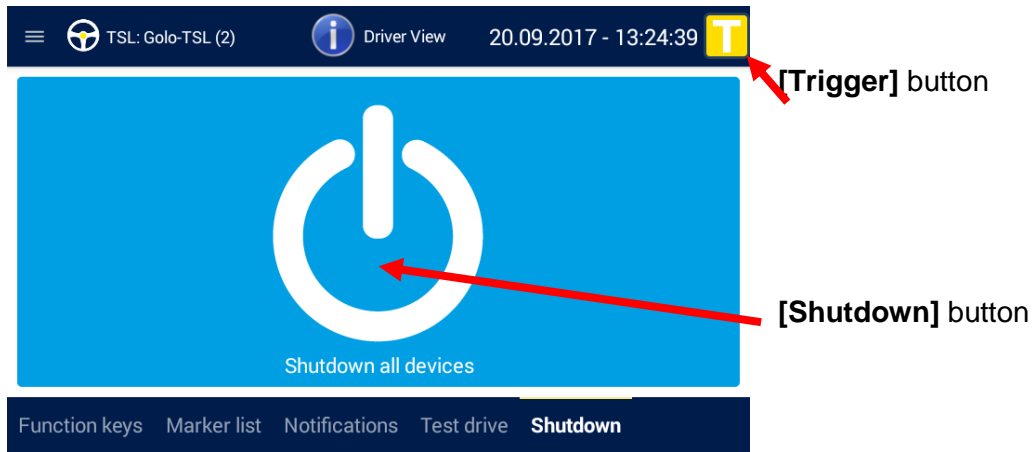 TSL: Golo-TSL (2) Driver View 20.09.2017 - 13:24:39 T
[Trigger] button
[Shutdown] button
Shutdown all devices
Function keys Marker list Notifications Test drive Shutdown